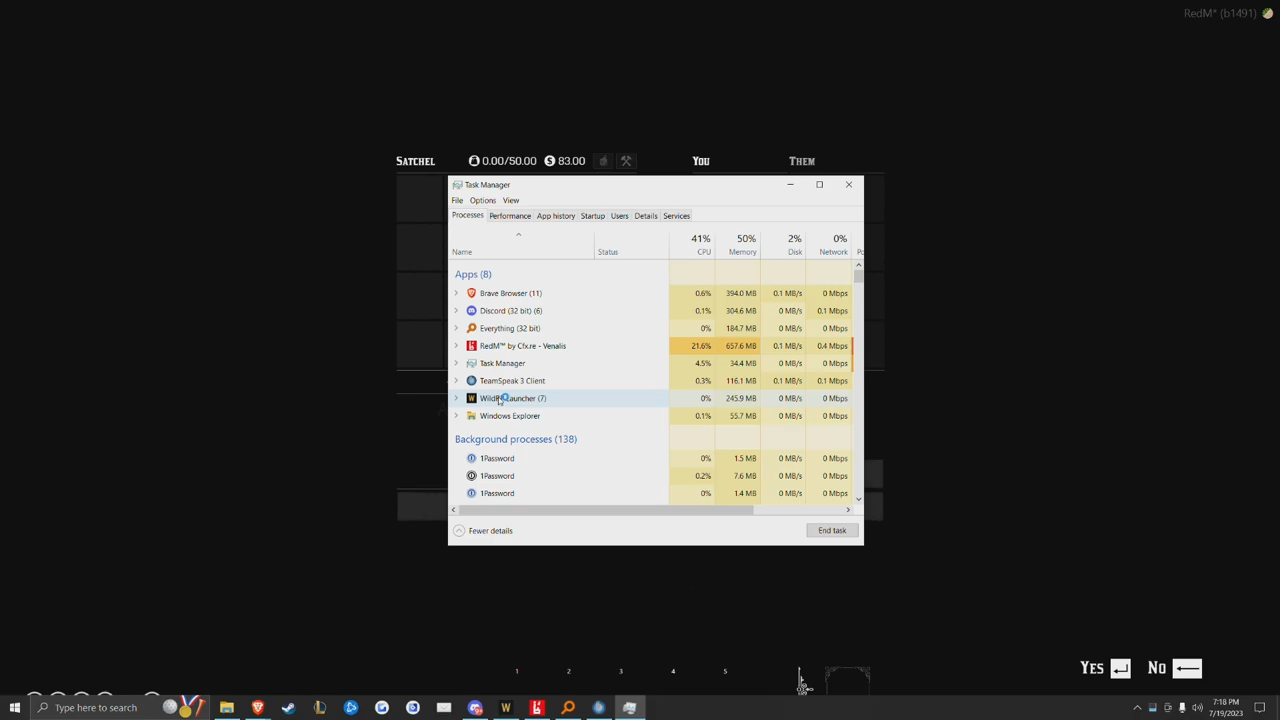 RedM* (b1491)
SATCHEL 0.00/50.00 83.00 YOU THEM
Task Manager
File Options View
Processes Performance App history Startup Users Details Services
41% 50% 2% 0%
Name Status CPU Memory Disk Network
Apps (8)
Brave Browser (11) 0.6% 394.0 MB 0.1 MB/s 0 Mbps
Discord (32 bit) (6) 0.1% 304.6 MB 0 MB/s 0.1 Mbps
Everything (32 bit) 0% 184.7 MB 0 MB/s 0 Mbps
RedM™ by Cfx.re - Venalis 21.6% 657.6 MB 0.1 MB/s 0.4 Mbps
Task Manager 4.5% 34.4 MB 0 MB/s 0 Mbps
TeamSpeak 3 Client 0.3% 116.1 MB 0.1 MB/s 0.1 Mbps
(7) 0% 245.9 MB 0 MB/s 0 Mbps
Windows Explorer 0.1% 55.7 MB 0 MB/s 0 Mbps
Background processes (138)
1Password 0% 1.5 MB 0 MB/s 0 Mbps
1Password 0.2% 7.6 MB 0 MB/s 0 Mbps
1Password 0% 1.4 MB 0 MB/s 0 Mbps
Fewer details End task
1 2 3 4 5
YES NO
Type here to search
7:18 PM
7/19/2023